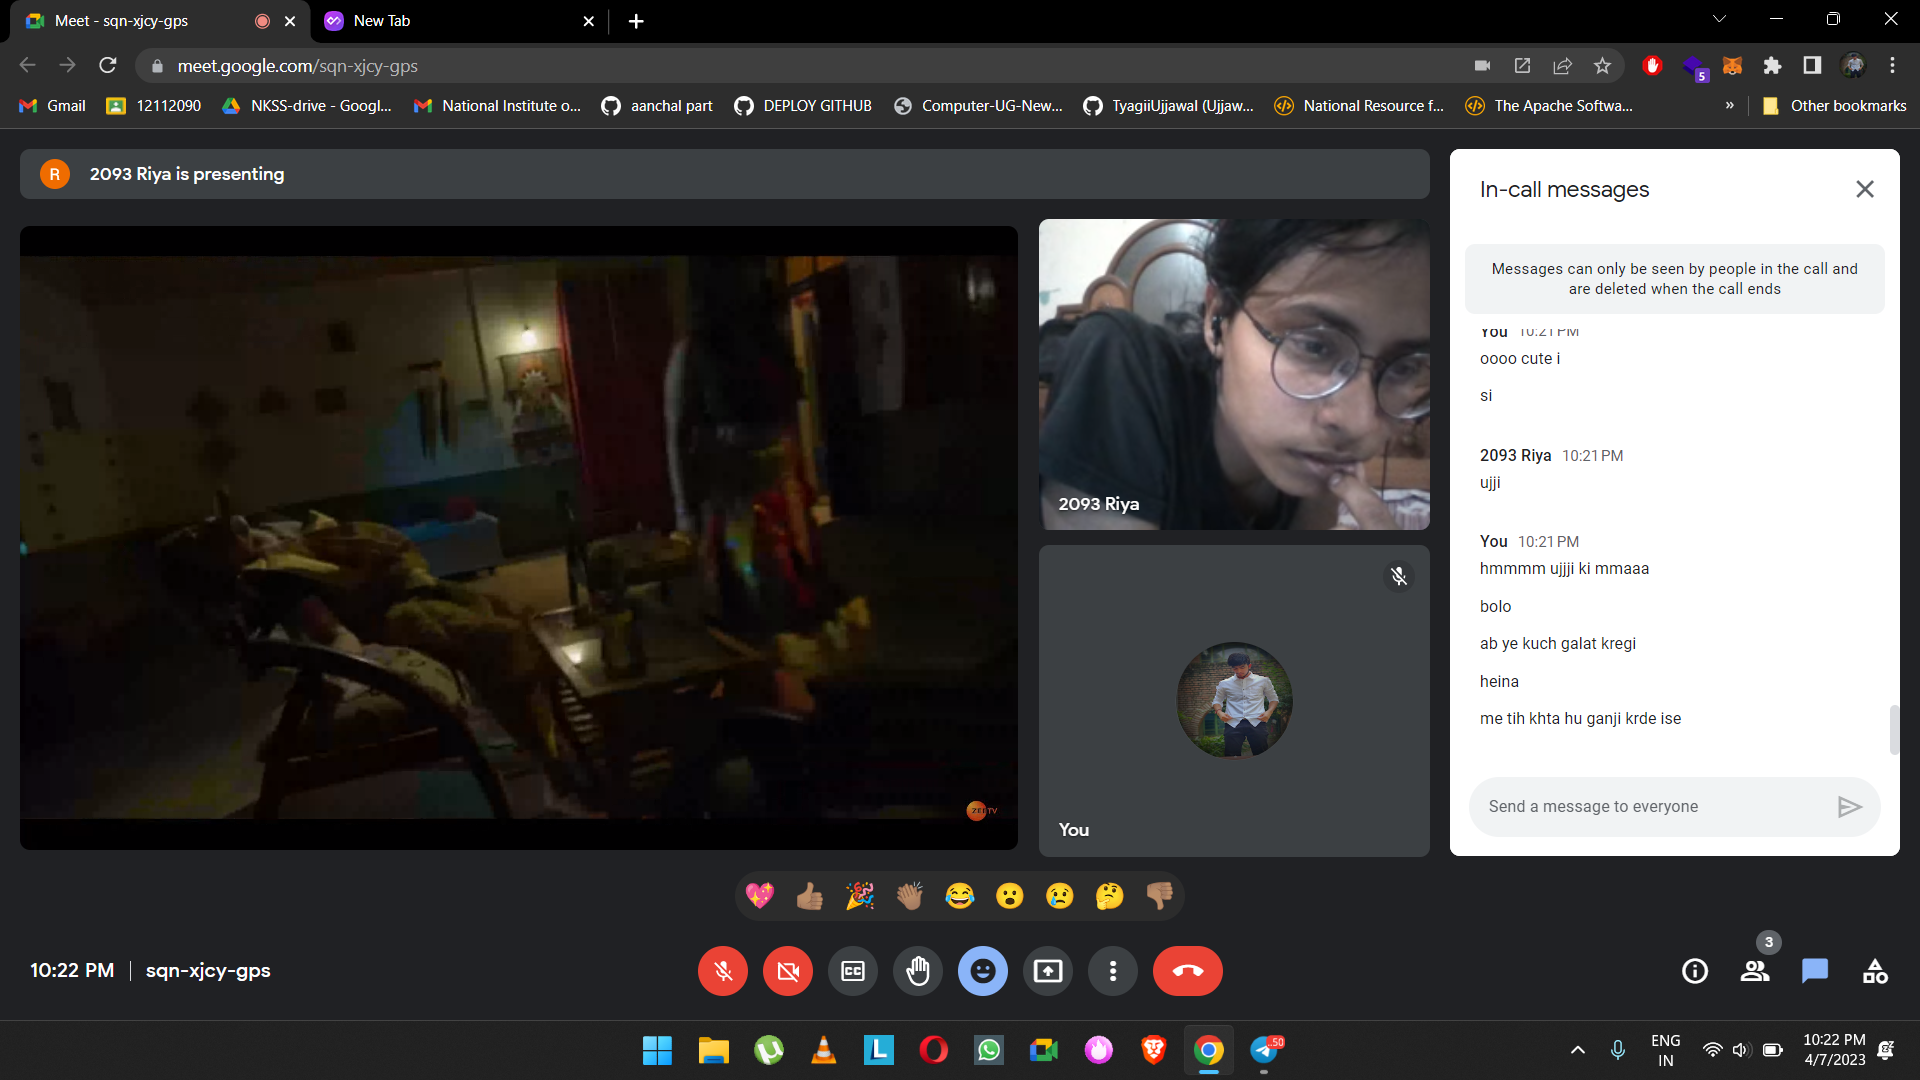 Meet - sqn-xjcy-gps
New Tab
meet.google.com/sqn-xjcy-gps
5
Gmail
12112090
NKSS-drive - Googl...
National Institute o...
aanchal part
DEPLOY GITHUB
Computer-UG-New...
TyagiiUjjawal (Ujjaw...
National Resource f...
The Apache Softwa...
»
Other bookmarks
R
2093 Riya is presenting
2093 Riya
You
ZEE TV
In-call messages
Messages can only be seen by people in the call and
are deleted when the call ends
You 10:21 PM
oooo cute i
si
2093 Riya 10:21 PM
ujji
You 10:21 PM
hmmmm ujjji ki mmaaa
bolo
ab ye kuch galat kregi
heina
me tih khta hu ganji krde ise
Send a message to everyone
10:22 PM | sqn-xjcy-gps
CC
3
L
.50
ENG
IN
10:22 PM
4/7/2023